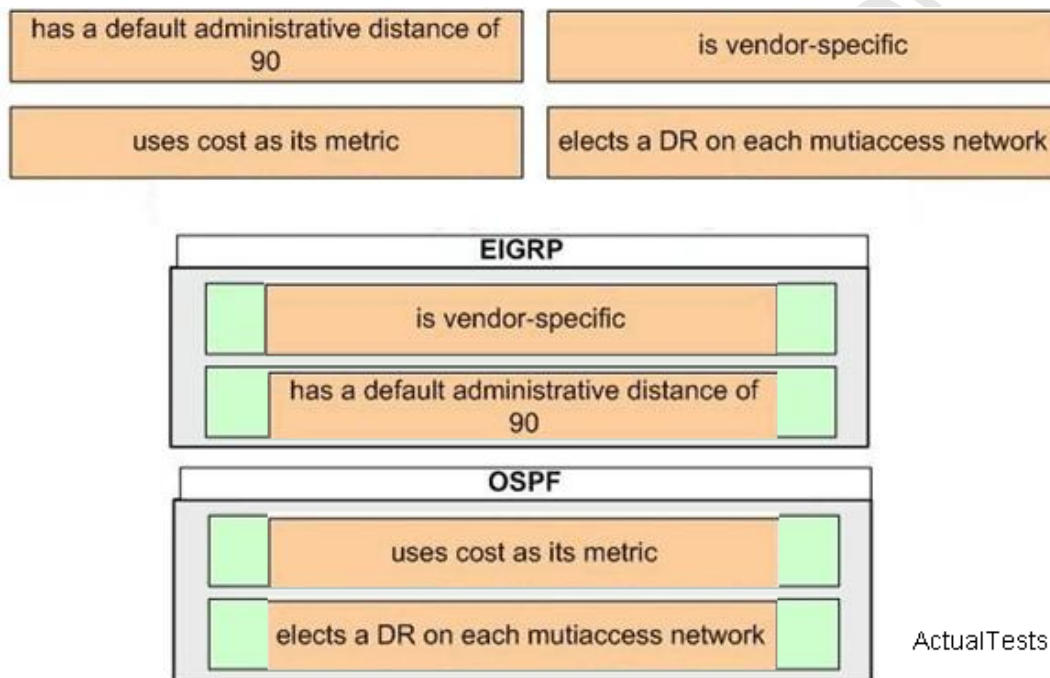 has a default administrative distance of
90
is vendor-specific
uses cost as its metric
elects a DR on each mutiaccess network
EIGRP
is vendor-specific
has a default administrative distance of
90
OSPF
uses cost as its metric
elects a DR on each mutiaccess network
ActualTests